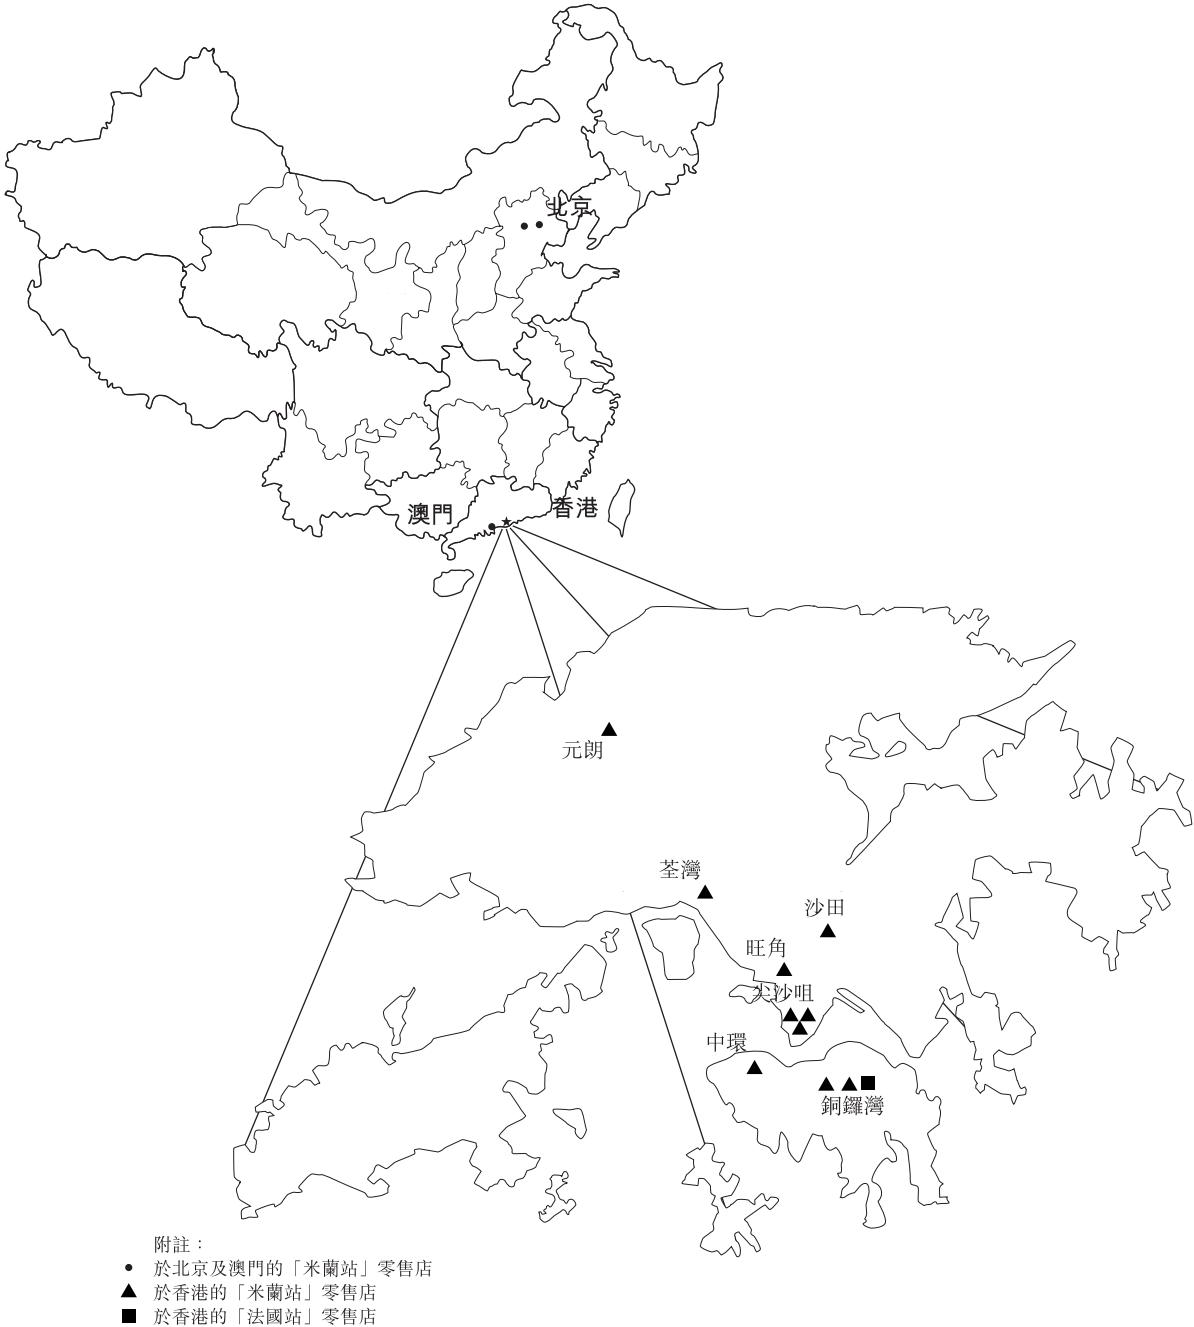 北京
澳門
香港
元朗
荃灣
沙田
旺角
尖沙咀
中環
銅鑼灣
附註：
於北京及澳門的「米蘭站」零售店
於香港的「米蘭站」零售店
於香港的「法國站」零售店